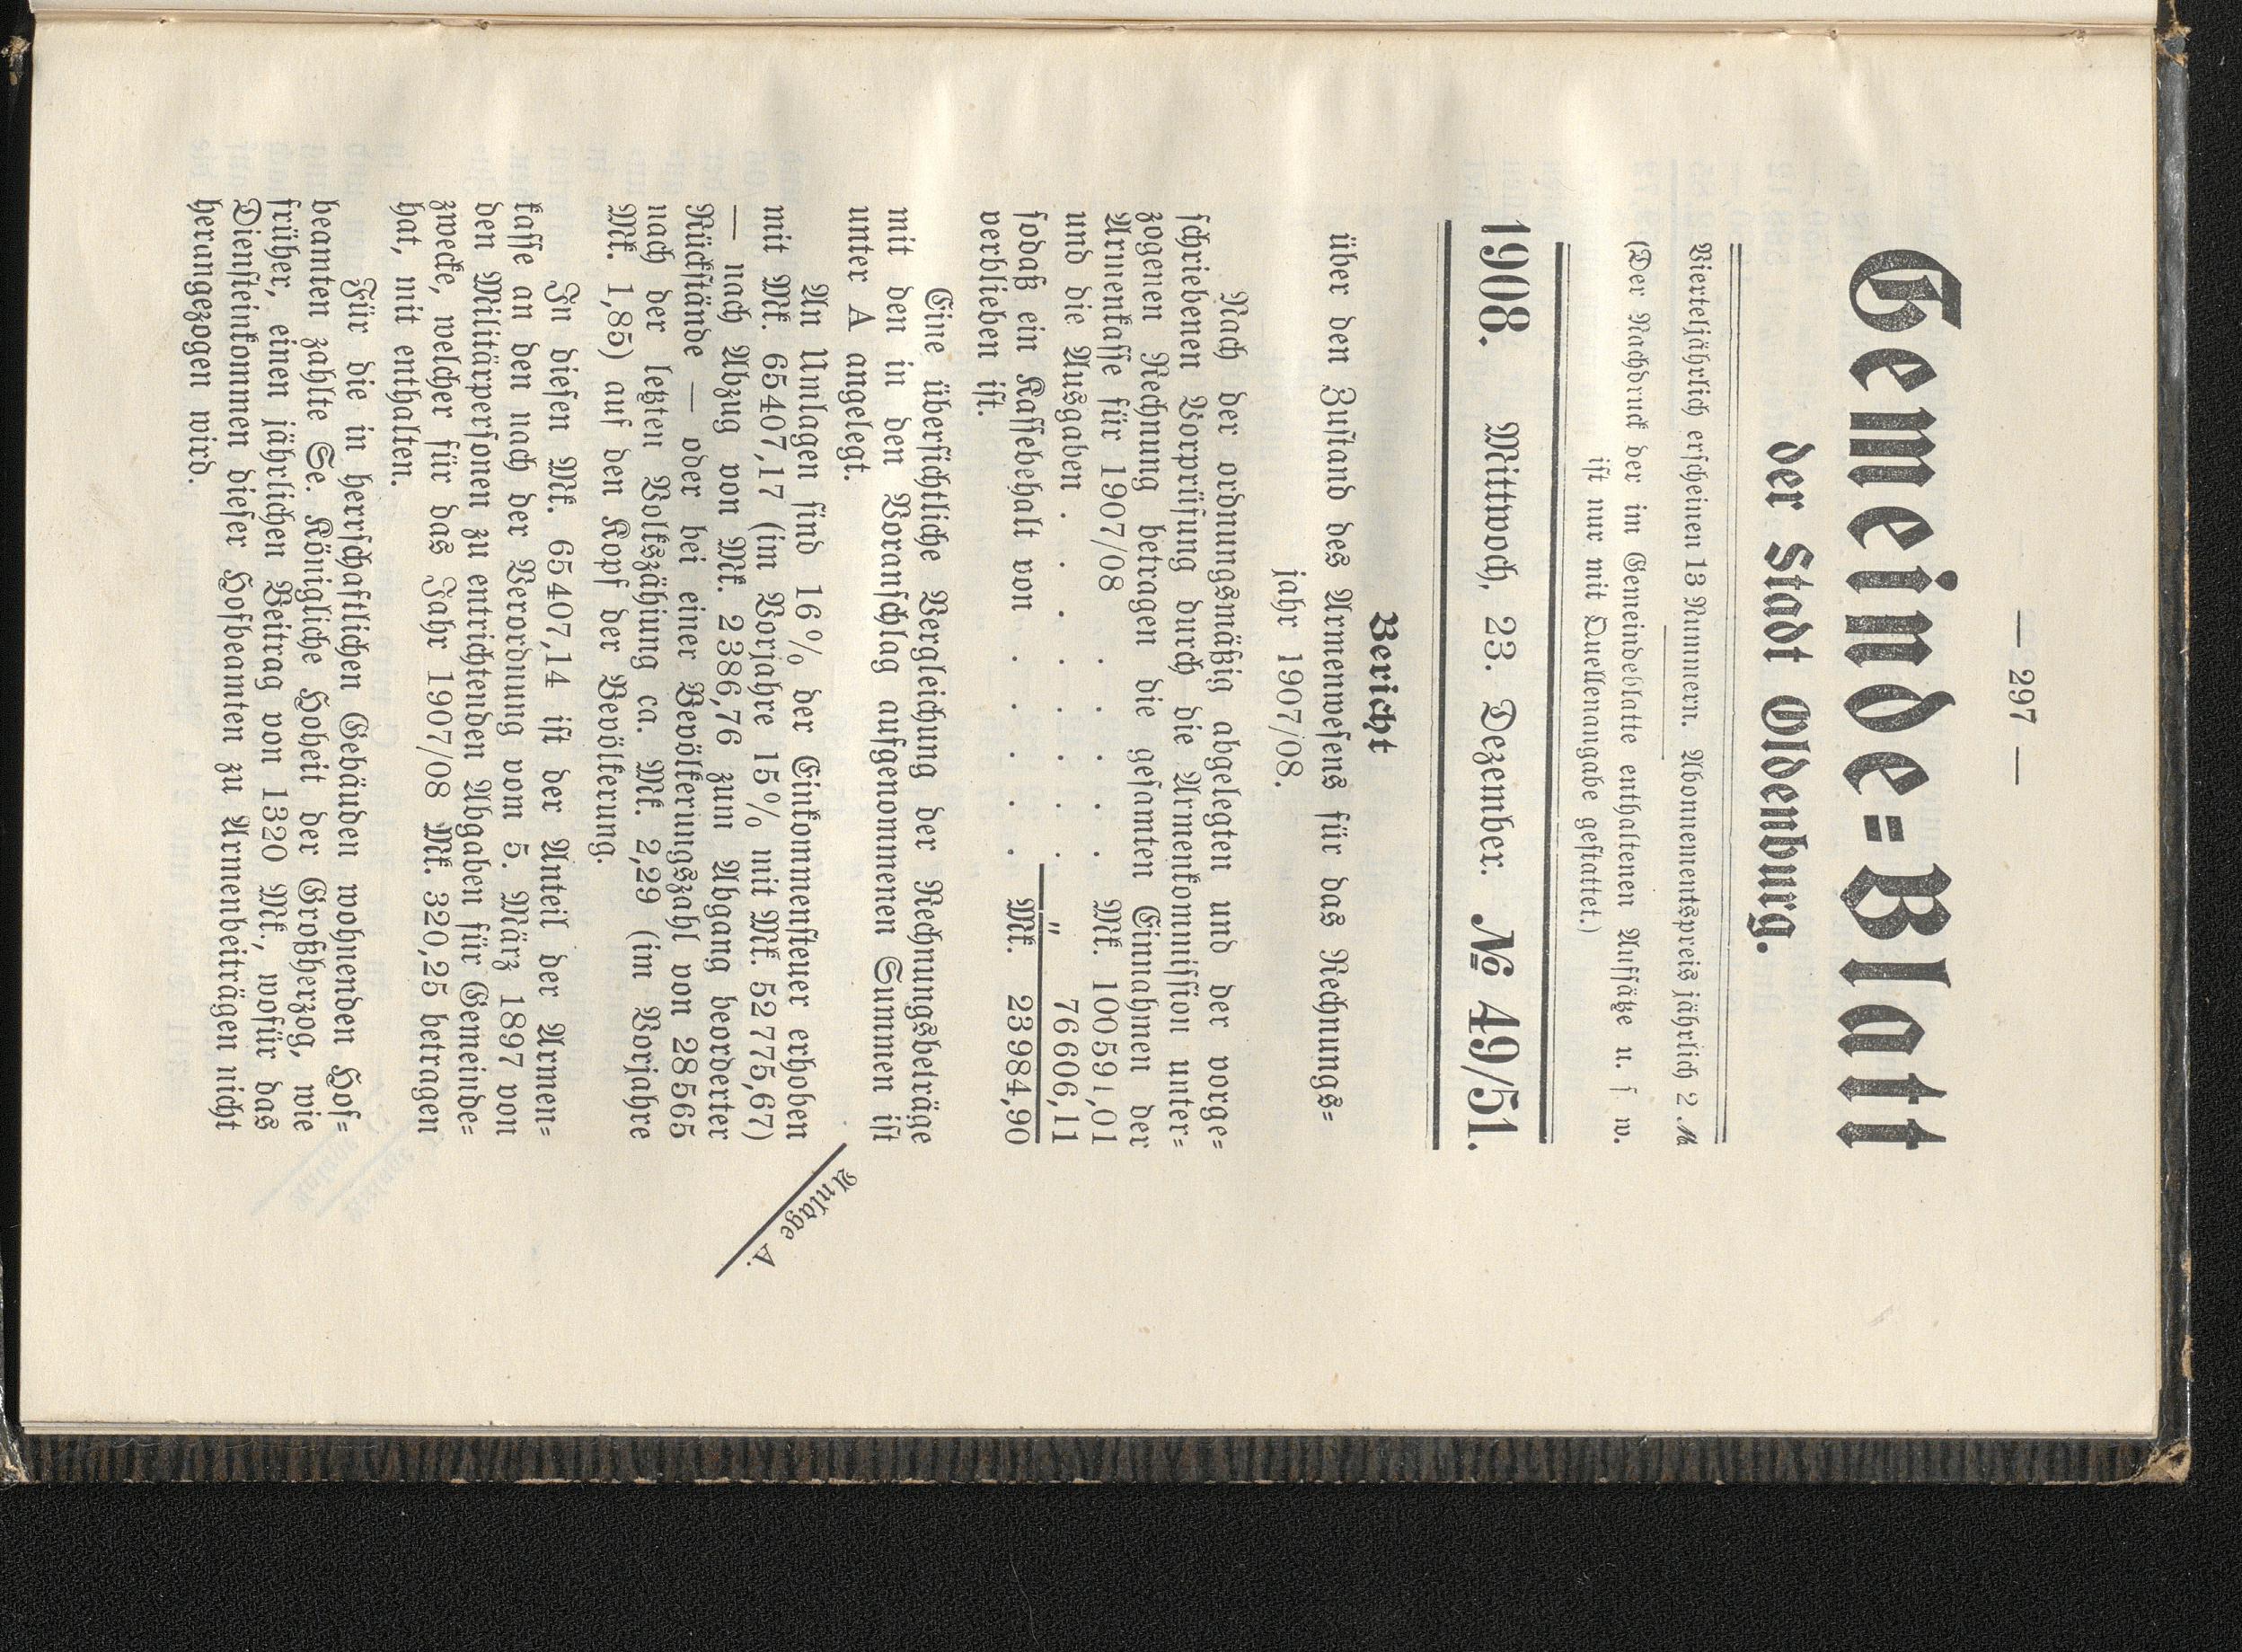 — 297 —
Gemeinde=Blatt
der Stadt Oldenburg.
Vierteljährlich erscheinen 13 Nummern. Abonnementspreis jährlich 2 ℳ
(Der Nachdruck der im Gemeindeblatte enthaltenen Aufsätze u. s w.
ist nur mit Quellenangabe gestattet.)
1908. Mittwoch, 23. Dezember. № 49/51.
Bericht
über den Zustand des Armenwesens für das Rechnungs=
jahr 1907/08.
Nach der ordnungsmäßig abgelegten und der vorge=
schriebenen Vorprüfung durch die Armenkommission unter=
zogenen Rechnung betragen die gesamten Einnahmen der
Armenkasse für 1907/08 . . . . . Mk. 100591,01
und die Ausgaben . . . . . . . „ 76606,11
sodaß ein Kassebehalt von . . . . . Mk. 23984,90
verblieben ist.
Eine übersichtliche Vergleichung der Rechnungsbeträge
mit den in den Voranschlag aufgenommenen Summen ist
unter A angelegt.
Anlage A.
An Umlagen sind 16% der Einkommensteuer erhoben
mit Mk. 65407,17 (im Vorjahre 15% mit Mk. 52775,67)
— nach Abzug von Mk. 2386,76 zum Abgang beorderter
Rückstände — oder bei einer Bevölkerungszahl von 28565
nach der letzten Volkszählung ca. Mk. 2,29 (im Vorjahre
Mk. 1,85) auf den Kopf der Bevölkerung.
In diesen Mk. 65407,14 ist der Anteil der Armen=
kasse an den nach der Verordnung vom 5. März 1897 von
den Militärpersonen zu entrichtenden Abgaben für Gemeinde=
zwecke, welcher für das Jahr 1907/08 Mk. 320,25 betragen
hat, mit enthalten.
Für die in herrschaftlichen Gebäuden wohnenden Hof=
beamten zahlte Se. Königliche Hoheit der Großherzog, wie
früher, einen jährlichen Beitrag von 1320 Mk., wofür das
Diensteinkommen dieser Hofbeamten zu Armenbeiträgen nicht
herangezogen wird.